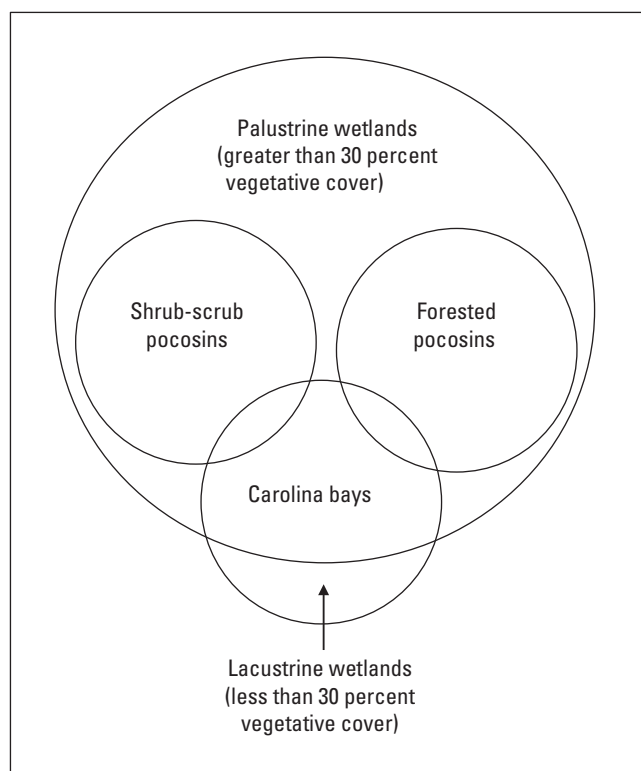 Palustrine wetlands
(greater than 30 percent
vegetative cover)
Shrub-scrub
pocosins
Forested
pocosins
Carolina bays
Lacustrine wetlands
(less than 30 percent
vegetative cover)